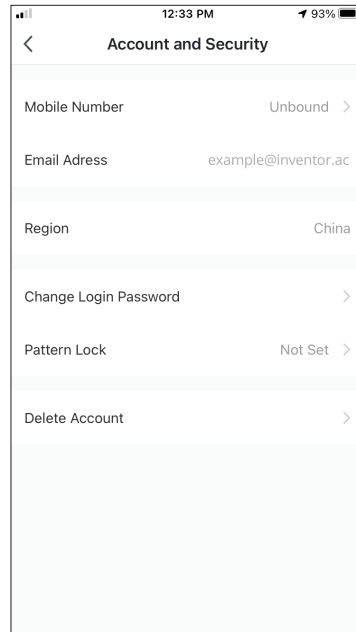 12:33 PM 93%
Account and Security
Mobile Number Unbound
Email Adress example@inventor.ac
Region China
Change Login Password
Pattern Lock Not Set
Delete Account